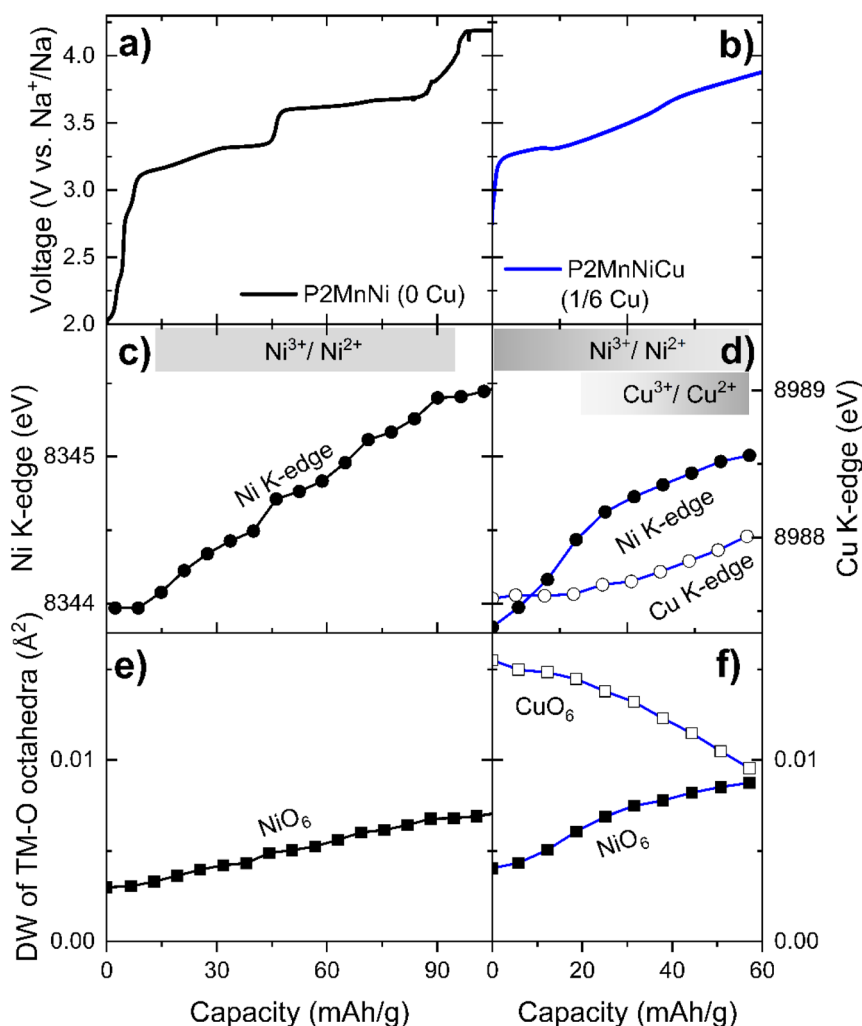 a)
b)
4.0
3.5
3.0
2.5
2.0
Voltage (V vs. Na⁺/Na)
P2MnNi (0 Cu)
P2MnNiCu
(1/6 Cu)
c)
Ni³⁺/ Ni²⁺
Ni³⁺/ Ni²⁺
d)
Cu³⁺/ Cu²⁺
8345
8344
Ni K-edge (eV)
Ni K-edge
Ni K-edge
Cu K-edge
8989
8988
Cu K-edge (eV)
e)
f)
0.01
0.00
DW of TM-O octahedra (Å²)
NiO₆
CuO₆
NiO₆
0.01
0.00
0
30
60
90
0
20
40
60
Capacity (mAh/g)
Capacity (mAh/g)